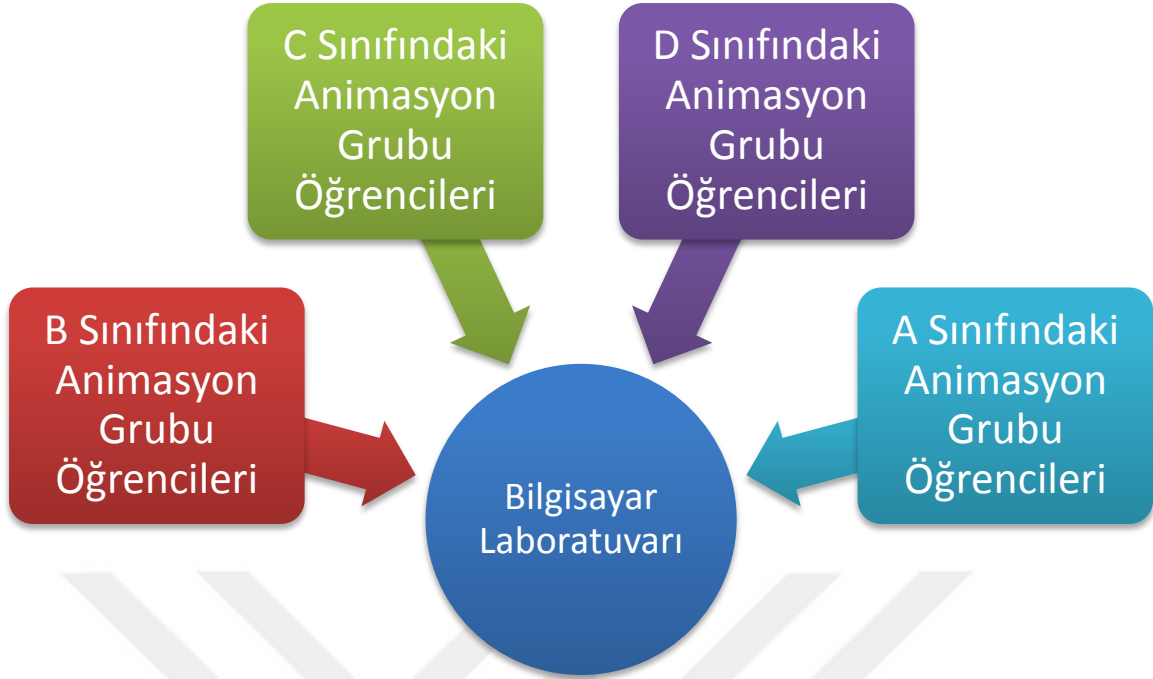 C Sınıfındaki
Animasyon
Grubu
Öğrencileri
D Sınıfındaki
Animasyon
Grubu
Öğrencileri
B Sınıfındaki
Animasyon
Grubu
Öğrencileri
A Sınıfındaki
Animasyon
Grubu
Öğrencileri
Bilgisayar
Laboratuvarı